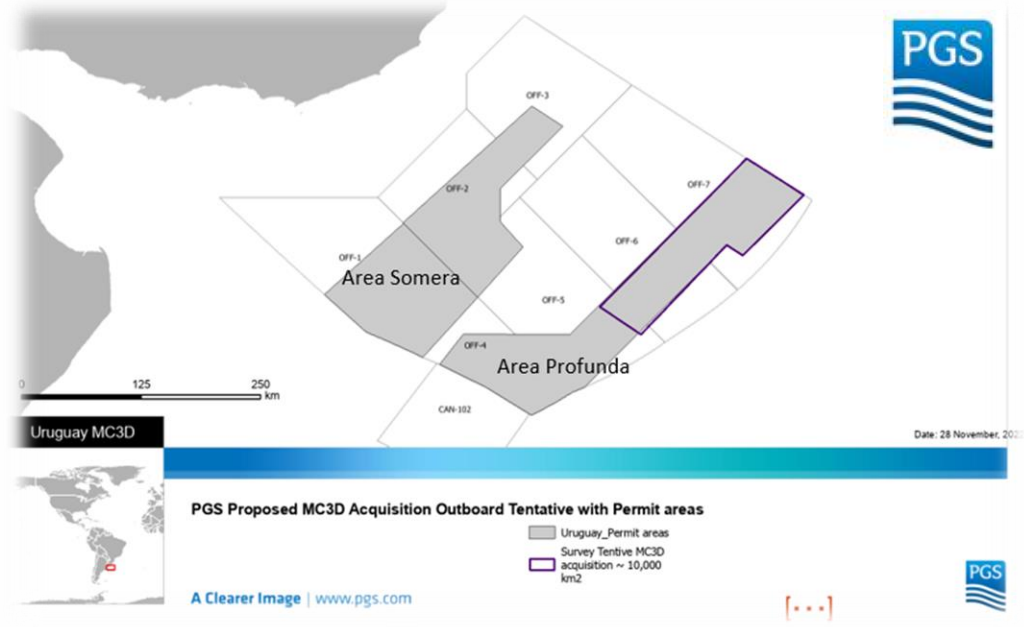 PGS
OFF-3
OFF-2
OFF-7
OFF-6
OFF-1
Area Somera
OFF-5
OFF-4
Area Profunda
0 125 250
km
CAN-102
Uruguay MC3D
Date: 28 November,
PGS Proposed MC3D Acquisition Outboard Tentative with Permit areas
Uruguay_Permit areas
Survey Tentive MC3D
acquisition ~ 10,000
km2
PGS
A Clearer Image | www.pgs.com
[...]